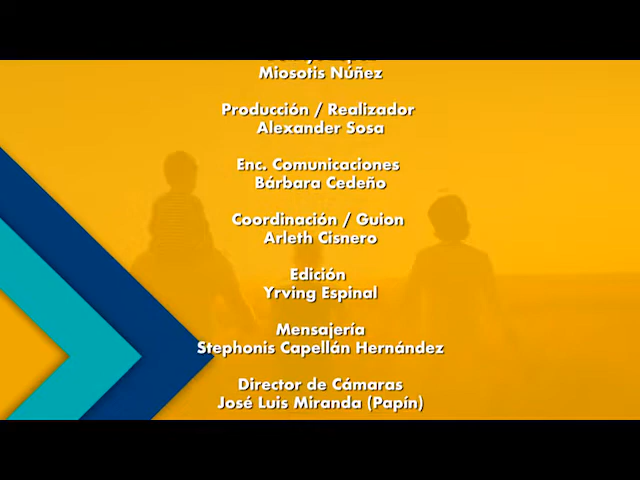 Miosotis Núñez
Producción / Realizador
Alexander Sosa
Enc. Comunicaciones
Bárbara Cedeño
Coordinación / Guion
Arleth Cisnero
Edición
Yrving Espinal
Mensajería
Stephonis Capellán Hernández
Director de Cámaras
José Luis Miranda (Papín)